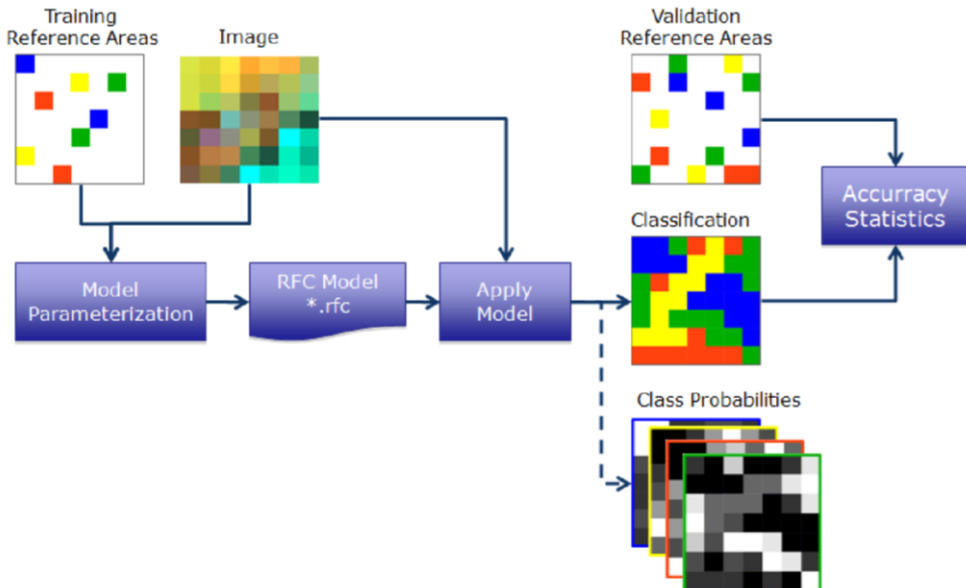 Training
Reference Areas
Image
Validation
Reference Areas
Accurracy
Statistics
Classification
Model
Parameterization
RFC Model
*.rfc
Apply
Model
Class Probabilities